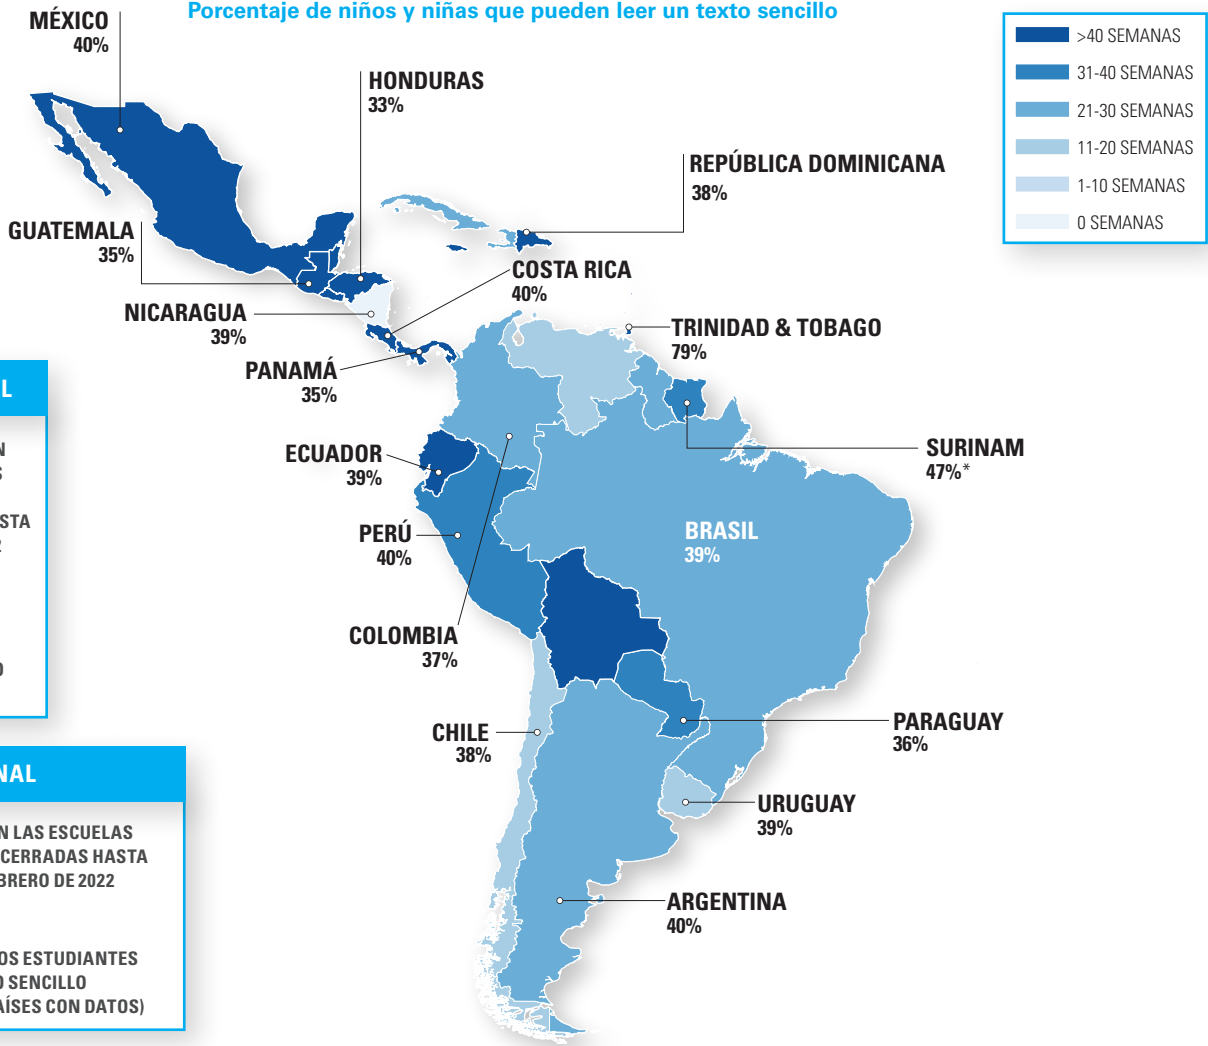 Porcentaje de niños y niñas que pueden leer un texto sencillo
MÉXICO
40%
HONDURAS
33%
REPÚBLICA DOMINICANA
38%
GUATEMALA
35%
COSTA RICA
40%
NICARAGUA
39%
TRINIDAD & TOBAGO
79%
PANAMÁ
35%
ECUADOR
39%
SURINAM
47%*
PERÚ
40%
BRASIL
39%
COLOMBIA
37%
CHILE
38%
PARAGUAY
36%
URUGUAY
39%
ARGENTINA
40%
>40 SEMANAS
31-40 SEMANAS
21-30 SEMANAS
11-20 SEMANAS
1-10 SEMANAS
0 SEMANAS
L
N
S
STA
2
O
NAL
N LAS ESCUELAS
CERRADAS HASTA
BRERO DE 2022
OS ESTUDIANTES
O SENCILLO
AÍSES CON DATOS)